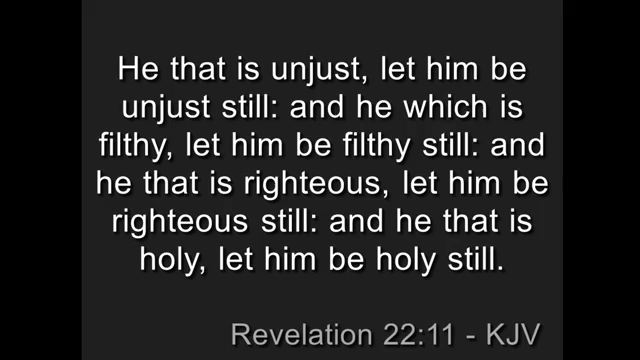 He that is unjust, let him be
unjust still: and he which is
filthy, let him be filthy still: and
he that is righteous, let him be
righteous still: and he that is
holy, let him be holy still.
Revelation 22:11 - KJV